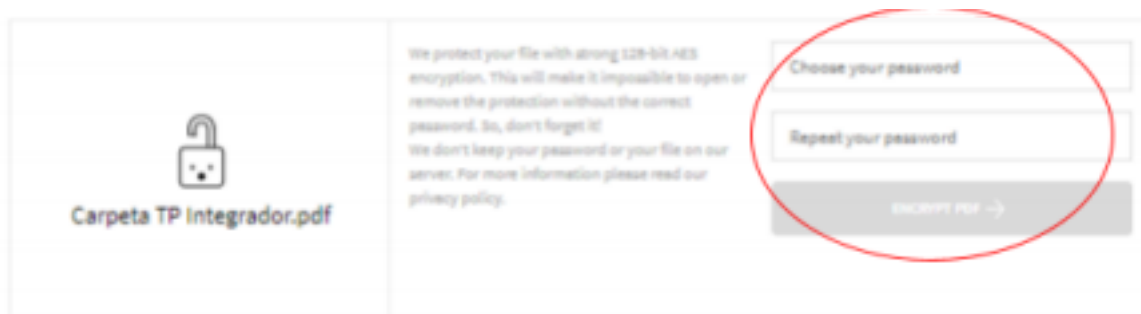 Carpeta TP Integrador.pdf
We protect your file with strong 128-bit AES
encryption. This will make it impossible to open or
remove the protection without the correct
password. So, don't forget it!
We don't keep your password or your file on our
server. For more information please read our
privacy policy.
Choose your password
Repeat your password
ENCRYPT PDF →